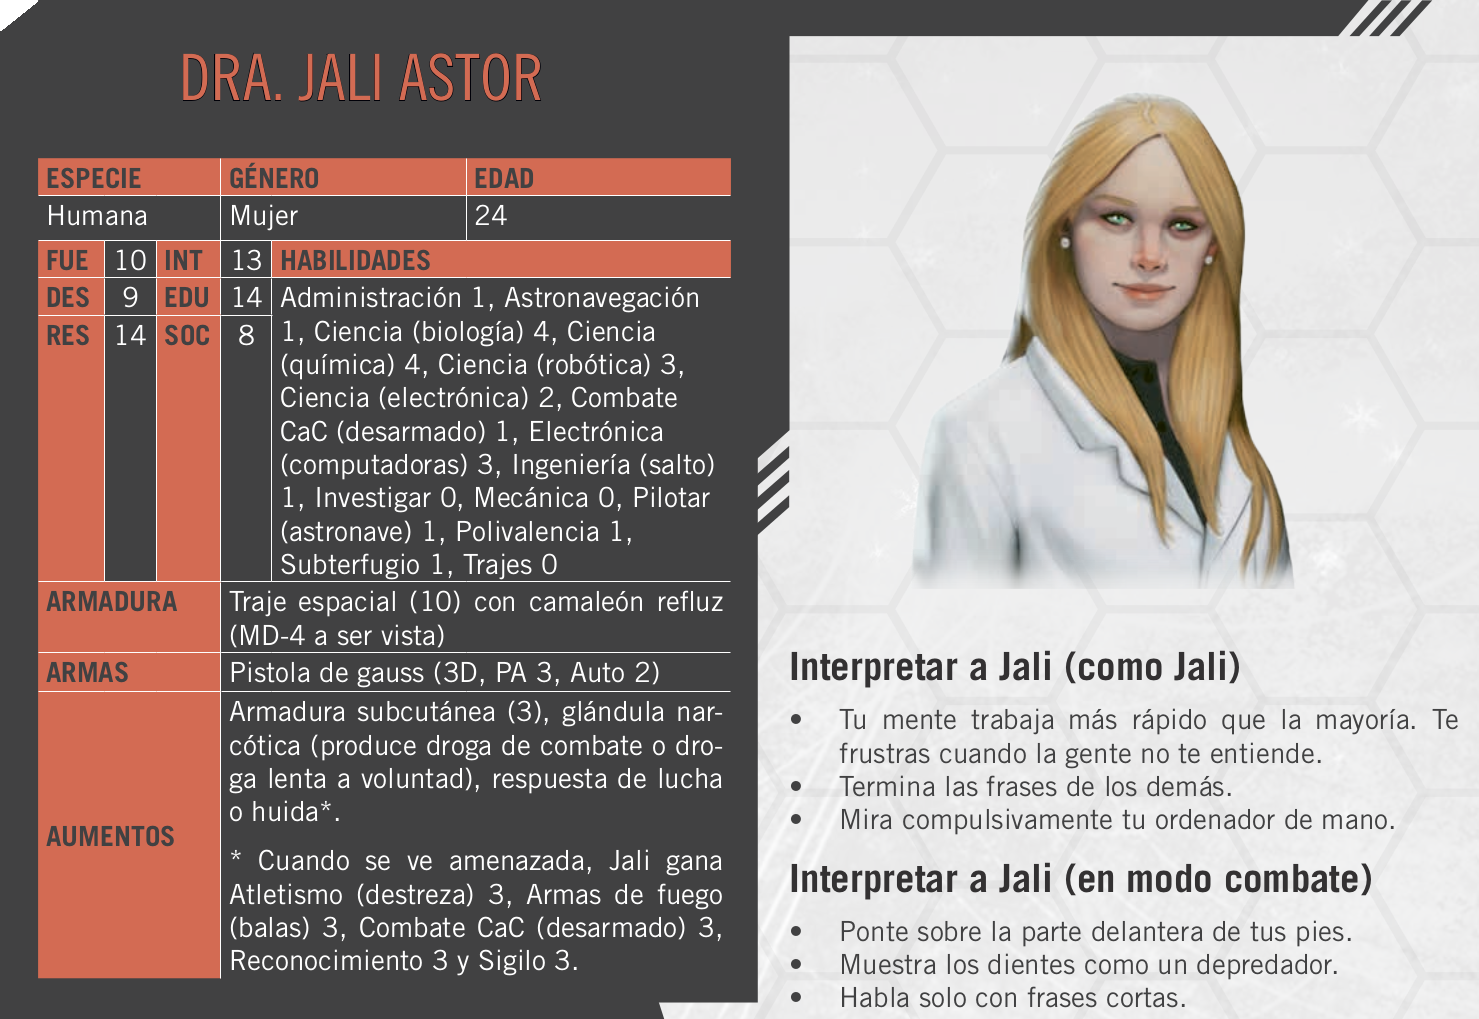 DRA. JALI ASTOR
ESPECIE GÉNERO EDAD
Humana Mujer 24
FUE 10 INT 13 HABILIDADES
DES 9 EDU 14
RES 14 SOC 8
Administración 1, Astronavegación
1, Ciencia (biología) 4, Ciencia
(química) 4, Ciencia (robótica) 3,
Ciencia (electrónica) 2, Combate
CaC (desarmado) 1, Electrónica
(computadoras) 3, Ingeniería (salto)
1, Investigar 0, Mecánica 0, Pilotar
(astronave) 1, Polivalencia 1,
Subterfugio 1, Trajes 0
ARMADURA
Traje espacial (10) con camaleón refluz
(MD-4 a ser vista)
ARMAS
Pistola de gauss (3D, PA 3, Auto 2)
AUMENTOS
Armadura subcutánea (3), glándula nar-
cótica (produce droga de combate o dro-
ga lenta a voluntad), respuesta de lucha
o huida*.
* Cuando se ve amenazada, Jali gana
Atletismo (destreza) 3, Armas de fuego
(balas) 3, Combate CaC (desarmado) 3,
Reconocimiento 3 y Sigilo 3.
Interpretar a Jali (como Jali)
• Tu mente trabaja más rápido que la mayoría. Te
frustras cuando la gente no te entiende.
• Termina las frases de los demás.
• Mira compulsivamente tu ordenador de mano.
Interpretar a Jali (en modo combate)
• Ponte sobre la parte delantera de tus pies.
• Muestra los dientes como un depredador.
• Habla solo con frases cortas.